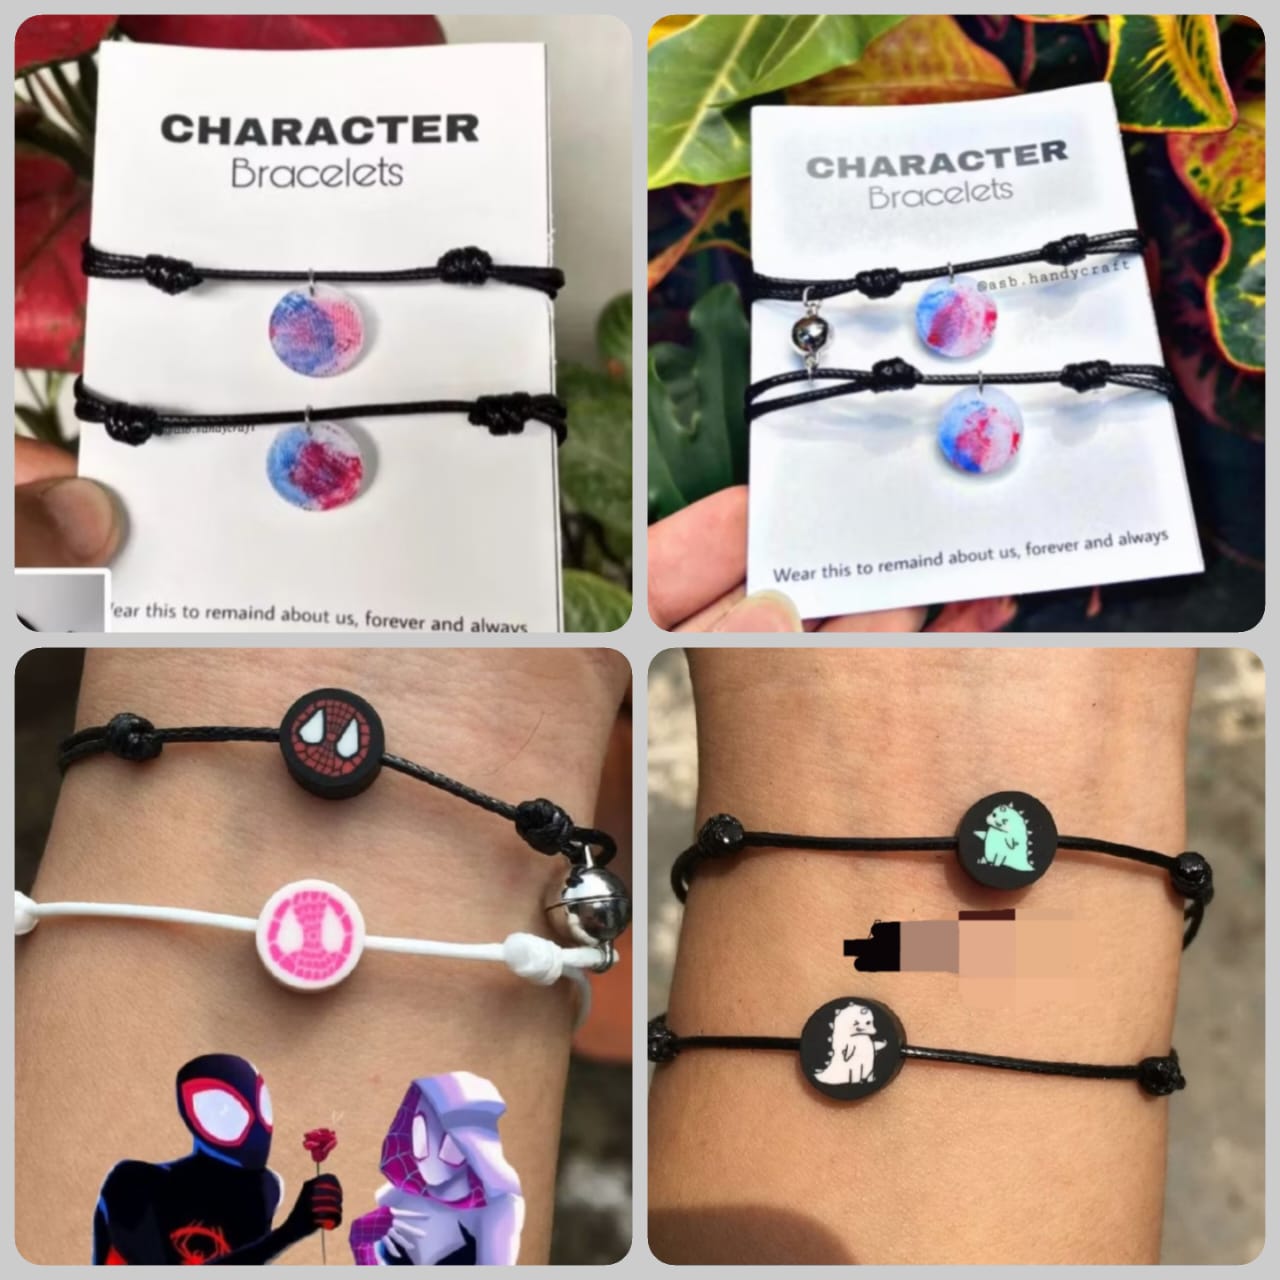 CHARACTER
Bracelets
ear this to remaind about us, forever and always
CHARACTER
Bracelets
@asb.handycraft
Wear this to remaind about us, forever and always